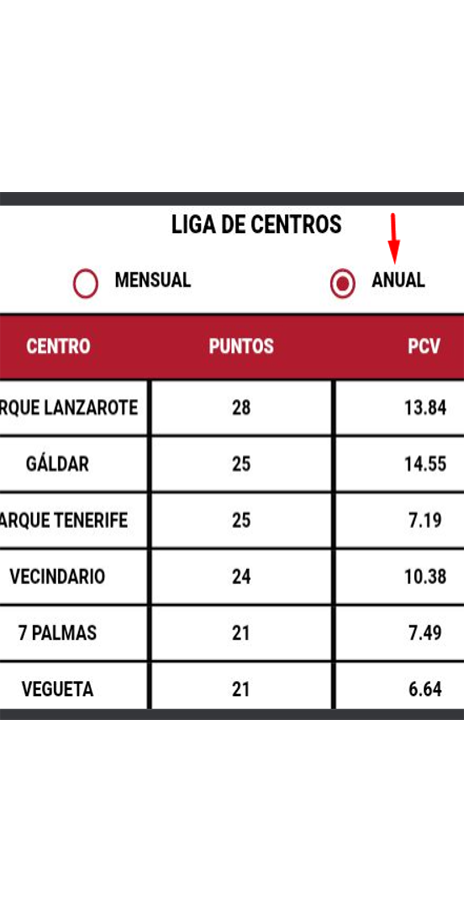 LIGA DE CENTROS
MENSUAL ANUAL
CENTRO PUNTOS PCV
RQUE LANZAROTE 28 13.84
GÁLDAR 25 14.55
ARQUE TENERIFE 25 7.19
VECINDARIO 24 10.38
7 PALMAS 21 7.49
VEGUETA 21 6.64